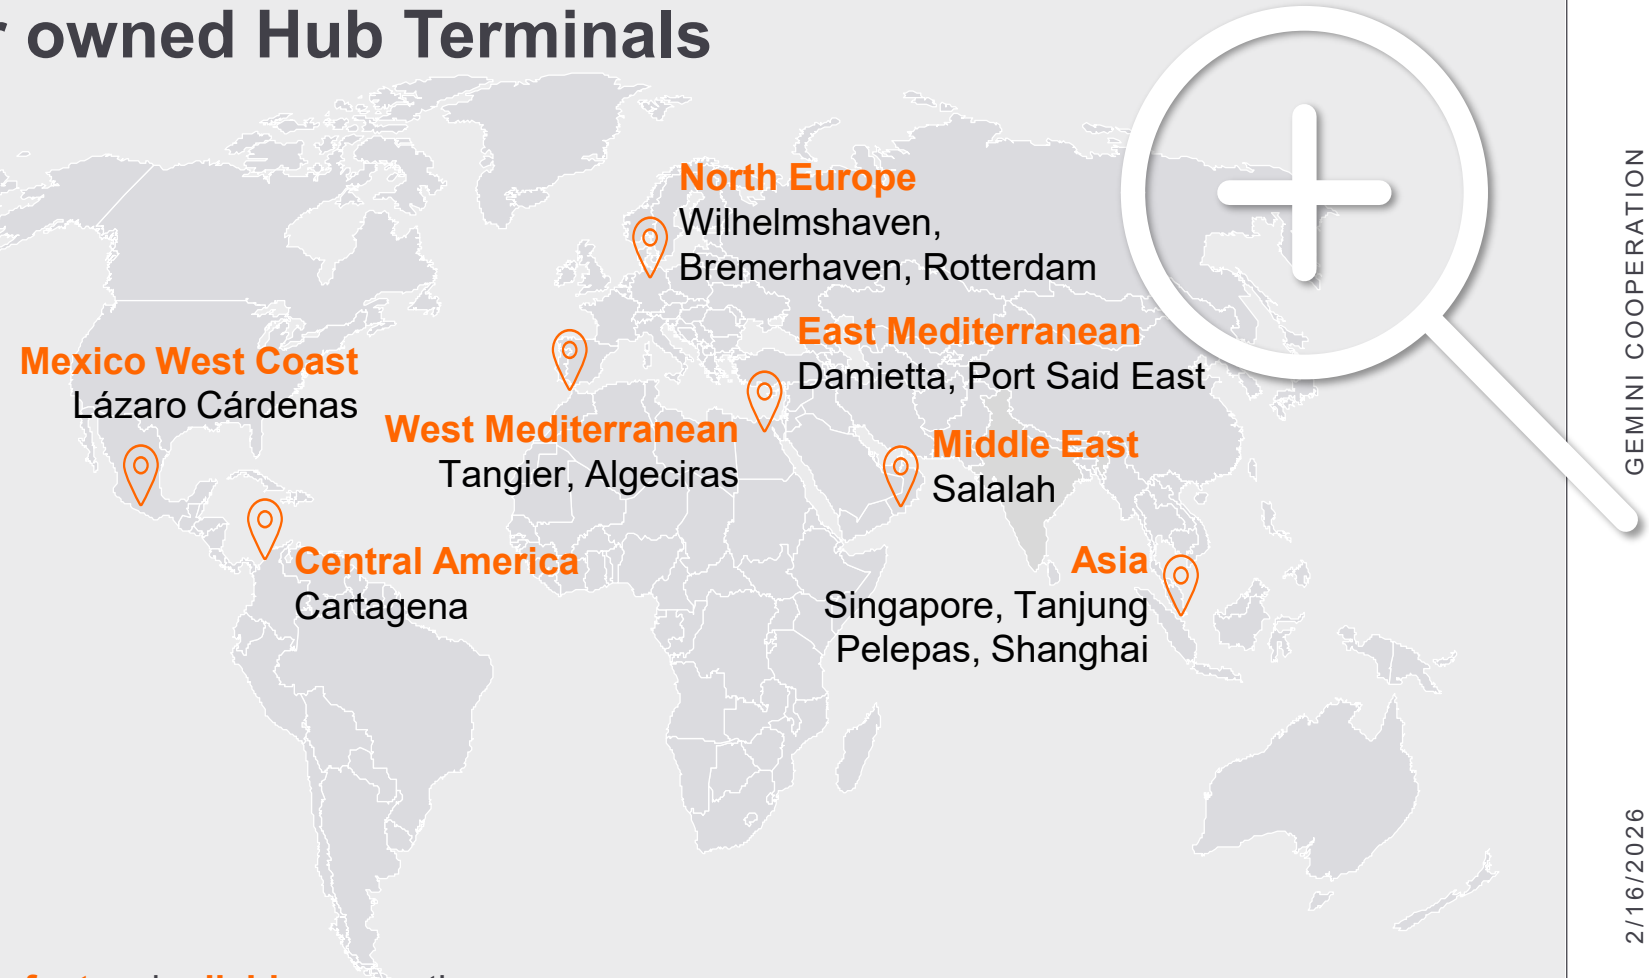 owned Hub Terminals
North Europe
Wilhelmshaven,
Bremerhaven, Rotterdam
East Mediterranean
Damietta, Port Said East
Mexico West Coast
Lázaro Cárdenas
West Mediterranean
Tangier, Algeciras
Middle East
Salalah
Central America
Cartagena
Asia
Singapore, Tanjung
Pelepas, Shanghai
GEMINI COOPERATION
2/16/2026